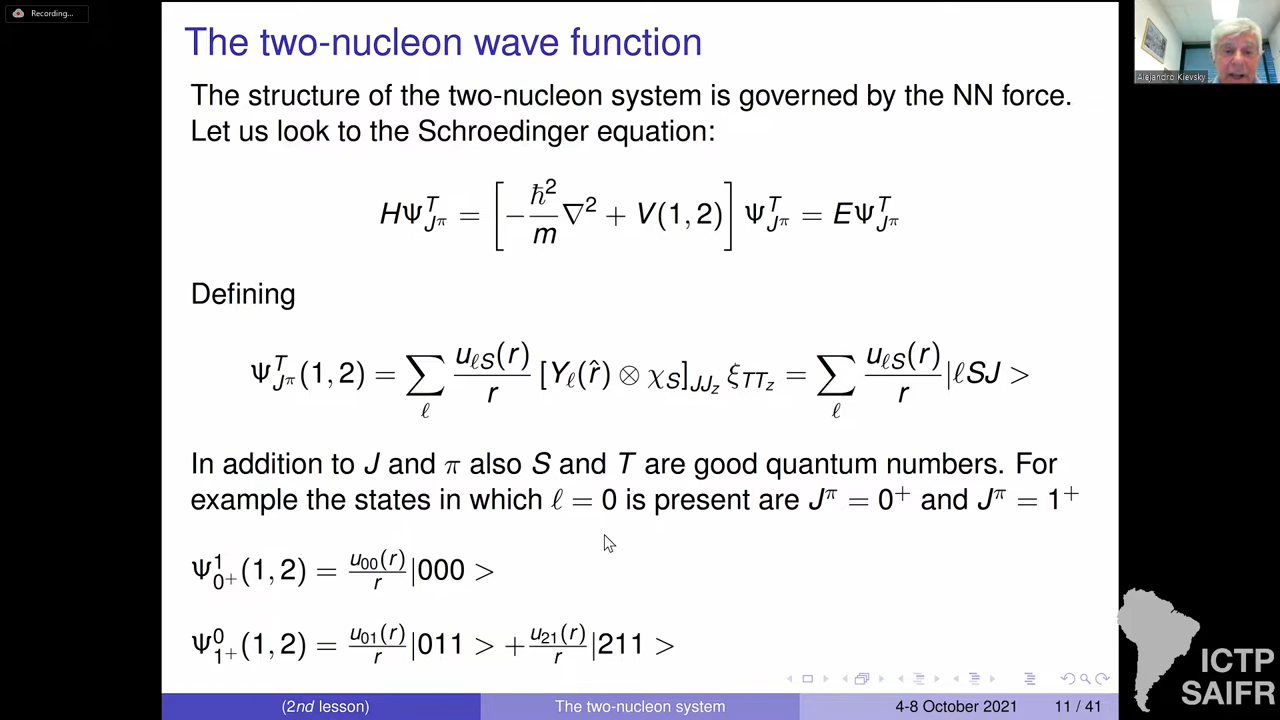 Recording...
The two-nucleon wave function
Alejandro Kievsky
The structure of the two-nucleon system is governed by the NN force.
Let us look to the Schroedinger equation:
HΨ^T_{J^π} = [−ħ²/m ∇² + V(1, 2)] Ψ^T_{J^π} = EΨ^T_{J^π}
Defining
Ψ^T_{J^π}(1, 2) = ∑_ℓ u_{ℓS}(r)/r [Y_ℓ(r̂) ⊗ χ_S]_{JJ_z} ξ_{TT_z} = ∑_ℓ u_{ℓS}(r)/r |ℓSJ >
In addition to J and π also S and T are good quantum numbers. For
example the states in which ℓ = 0 is present are J^π = 0⁺ and J^π = 1⁺
Ψ^1_{0⁺}(1, 2) = u_{00}(r)/r |000 >
Ψ^0_{1⁺}(1, 2) = u_{01}(r)/r |011 > + u_{21}(r)/r |211 >
ICTP
SAIFR
(2nd lesson) The two-nucleon system 4-8 October 2021 11 / 41